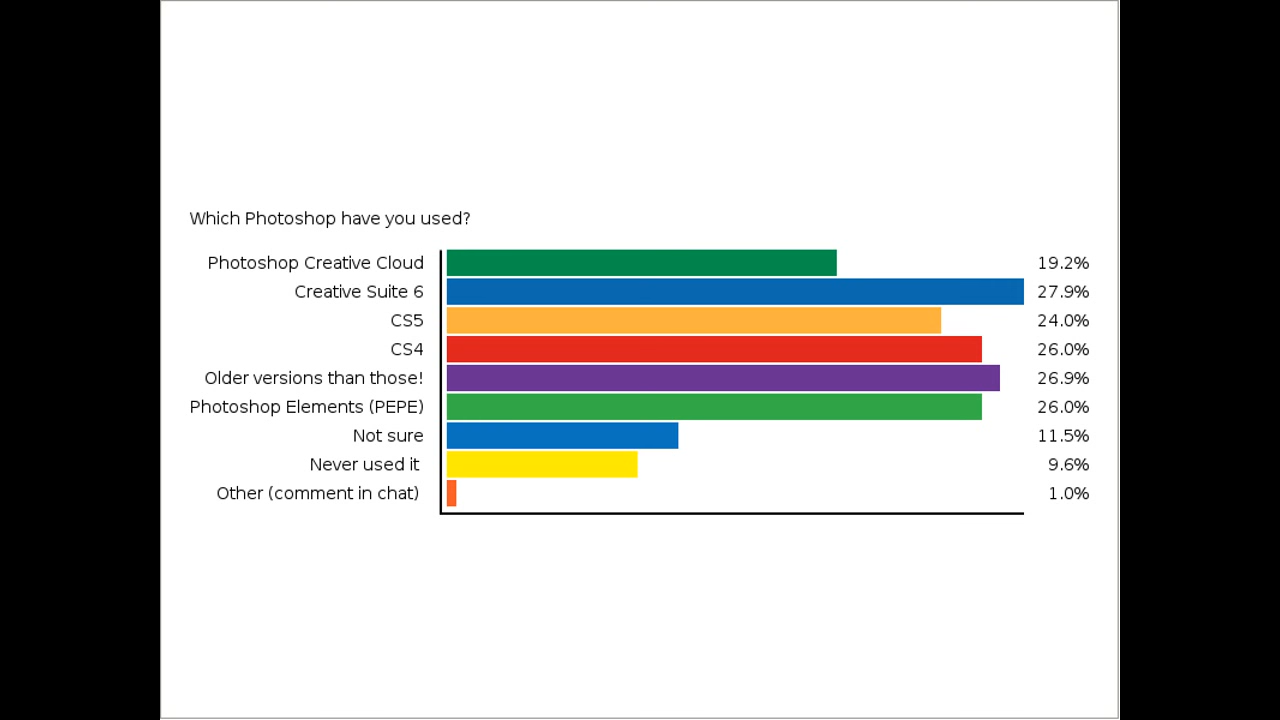 Which Photoshop have you used?
Photoshop Creative Cloud 19.2%
Creative Suite 6 27.9%
CS5 24.0%
CS4 26.0%
Older versions than those! 26.9%
Photoshop Elements (PEPE) 26.0%
Not sure 11.5%
Never used it 9.6%
Other (comment in chat) 1.0%